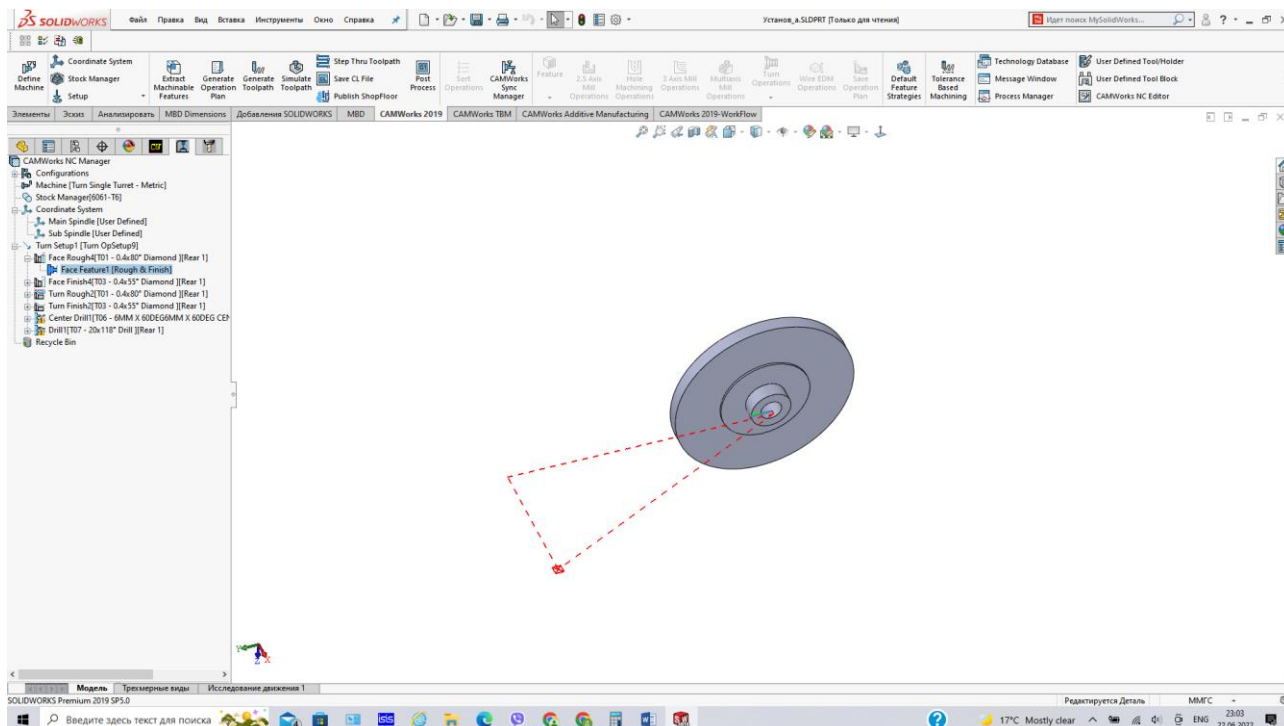 SOLIDWORKS Файл Правка Вид Вставка Инструменты Окно Справка Установ_a.SLDPRT [Только для чтения] Идет поиск MySolidWorks...
Define Machine
Coordinate System
Stock Manager
Setup
Extract Machinable Features
Generate Operation Plan
Generate Toolpath
Simulate Toolpath
Step Thru Toolpath
Save CL File
Publish ShopFloor
Post Process
Sort Operations
CAMWorks Sync Manager
Feature
2.5 Axis Mill Operations
Hole Machining Operations
3 Axis Mill Operations
Multiaxis Mill Operations
Turn Operations
Wire EDM Operations
Save Operation Plan
Default Feature Strategies
Tolerance Based Machining
Technology Database
Message Window
Process Manager
User Defined Tool/Holder
User Defined Tool Block
CAMWorks NC Editor
Элементы Эскиз Анализировать MBD Dimensions Добавления SOLIDWORKS MBD CAMWorks 2019 CAMWorks TBM CAMWorks Additive Manufacturing CAMWorks 2019-WorkFlow
CAMWorks NC Manager
Configurations
Machine [Turn Single Turret - Metric]
Stock Manager[6061-T6]
Coordinate System
Main Spindle [User Defined]
Sub Spindle [User Defined]
Turn Setup1 [Turn OpSetup9]
Face Rough4[T01 - 0.4x80° Diamond ][Rear 1]
Face Feature1 [Rough & Finish]
Face Finish4[T03 - 0.4x55° Diamond ][Rear 1]
Turn Rough2[T01 - 0.4x80° Diamond ][Rear 1]
Turn Finish2[T03 - 0.4x55° Diamond ][Rear 1]
Center Drill1[T06 - 6MM X 60DEG6MM X 60DEG CEN
Drill1[T07 - 20x118° Drill ][Rear 1]
Recycle Bin
Y Z X
Модель Трехмерные виды Исследование движения 1
SOLIDWORKS Premium 2019 SP5.0 Редактируется Деталь ММГС
Введите здесь текст для поиска isis 17°C Mostly clear ENG 23:03
22.06.2022